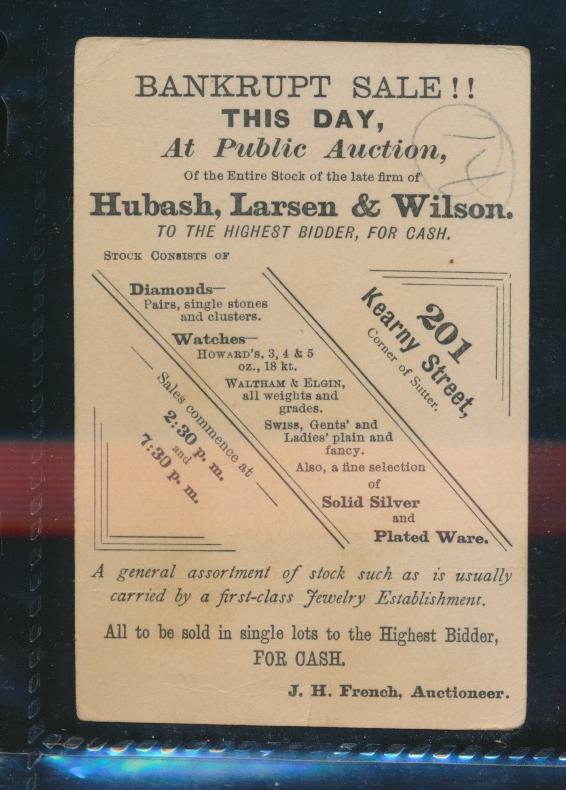 BANKRUPT SALE!!
THIS DAY,
At Public Auction,
Of the Entire Stock of the late firm of
Hubash, Larsen & Wilson.
TO THE HIGHEST BIDDER, FOR CASH.
STOCK CONSISTS OF
Diamonds—
Pairs, single stones
and clusters.
Watches—
HOWARD'S, 3, 4 & 5
oz., 18 kt.
WALTHAM & ELGIN,
all weights and
grades.
SWISS, Gents' and
Ladies' plain and
fancy.
Also, a fine selection
of
Solid Silver
and
Plated Ware.
201
Kearny Street,
Corner of Sutter.
Sales commence at
2:30 p. m.
and
7:30 p. m.
A general assortment of stock such as is usually
carried by a first-class Jewelry Establishment.
All to be sold in single lots to the Highest Bidder,
FOR CASH.
J. H. French, Auctioneer.